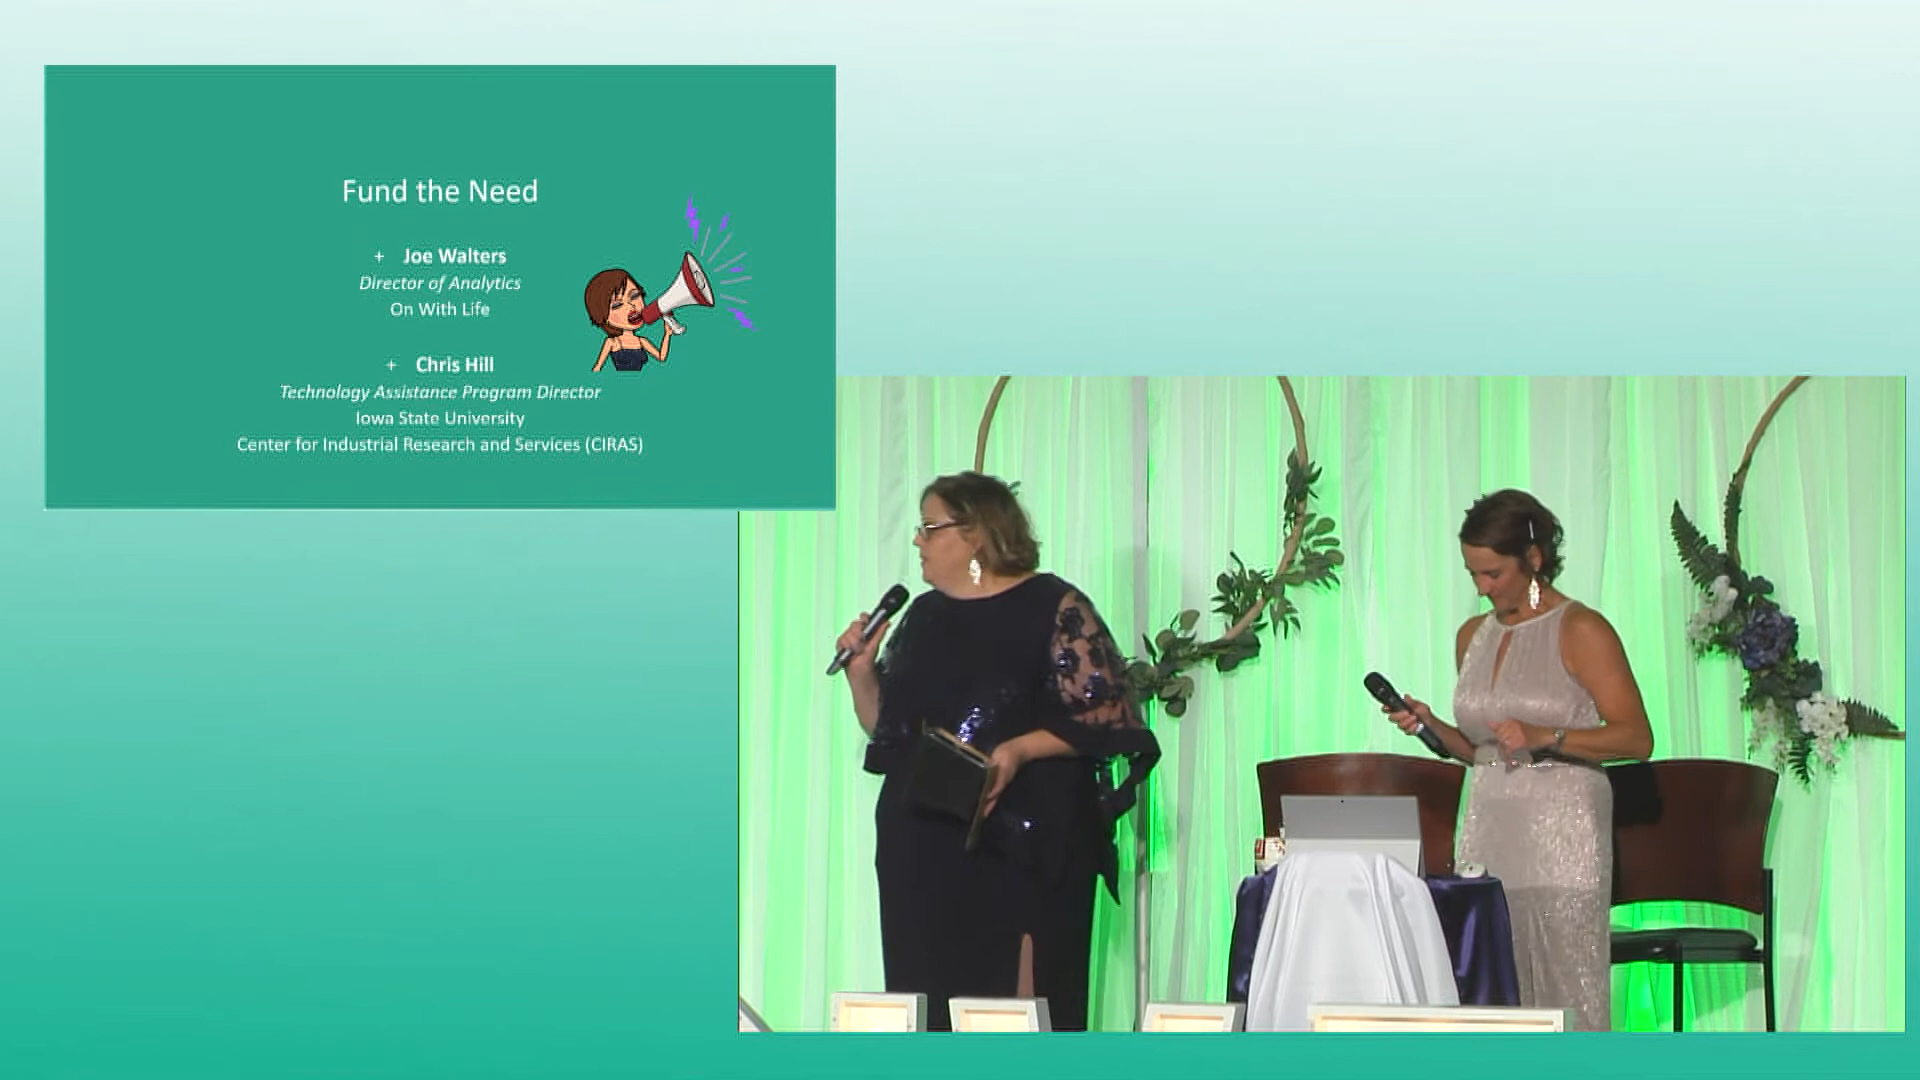 Fund the Need
+ Joe Walters
Director of Analytics
On With Life
+ Chris Hill
Technology Assistance Program Director
Iowa State University
Center for Industrial Research and Services (CIRAS)